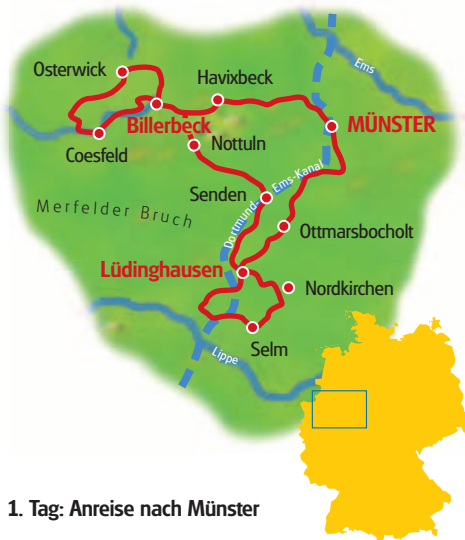 Ems
Osterwick
Havixbeck
Billerbeck
MÜNSTER
Coesfeld
Nottuln
Senden
Dortmund-
Ems-Kanal
Merfelder Bruch
Ottmarsbocholt
Lüdinghausen
Nordkirchen
Selm
Lippe
1. Tag: Anreise nach Münster